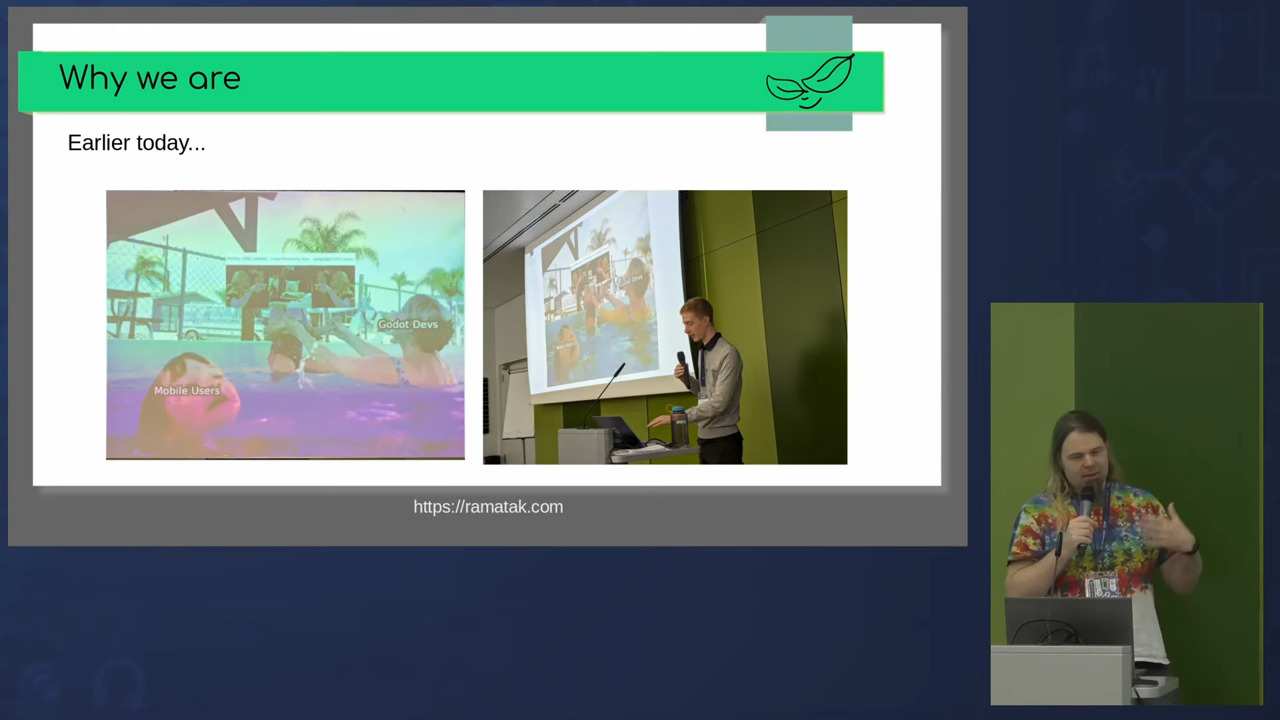 Why we are
Earlier today...
Godot Devs
Mobile Users
https://ramatak.com